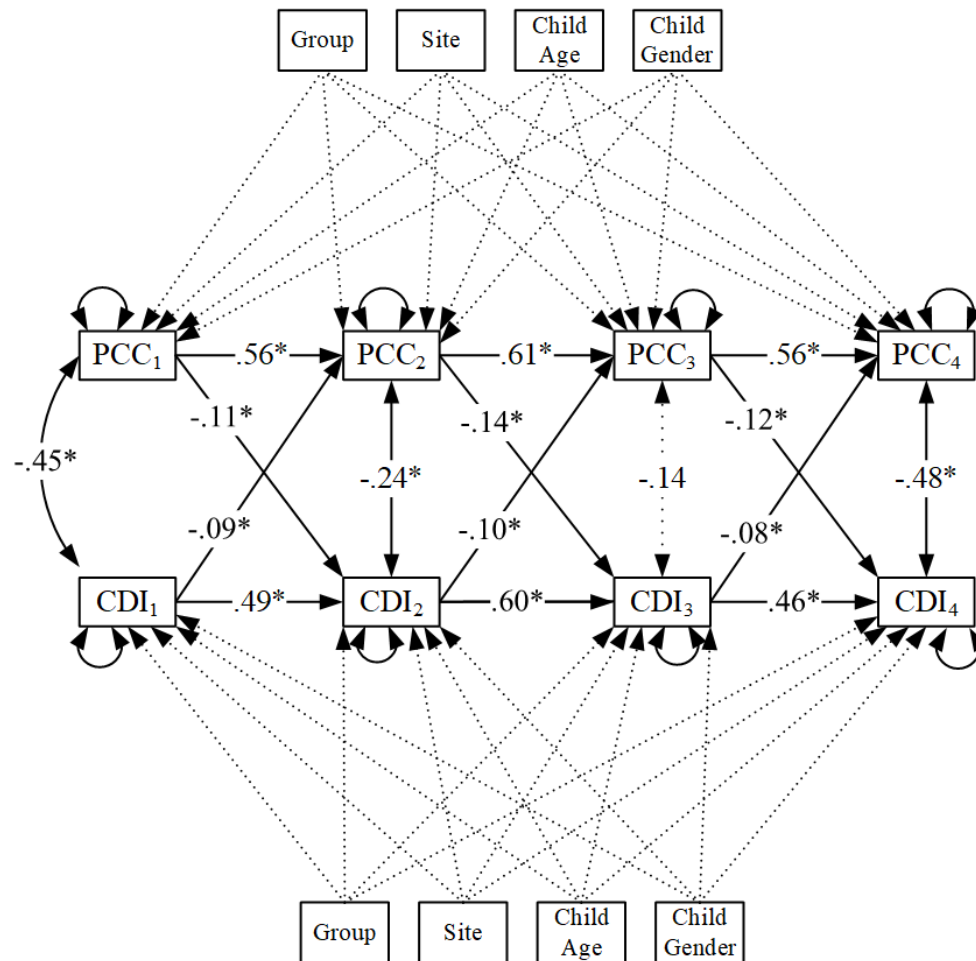 Group
Site
Child
Age
Child
Gender
PCC₁
.56*
PCC₂
.61*
PCC₃
.56*
PCC₄
-.11*
-.14*
-.12*
-.45*
-.24*
-.14
-.48*
-.09*
-.10*
-.08*
CDI₁
.49*
CDI₂
.60*
CDI₃
.46*
CDI₄
Group
Site
Child
Age
Child
Gender